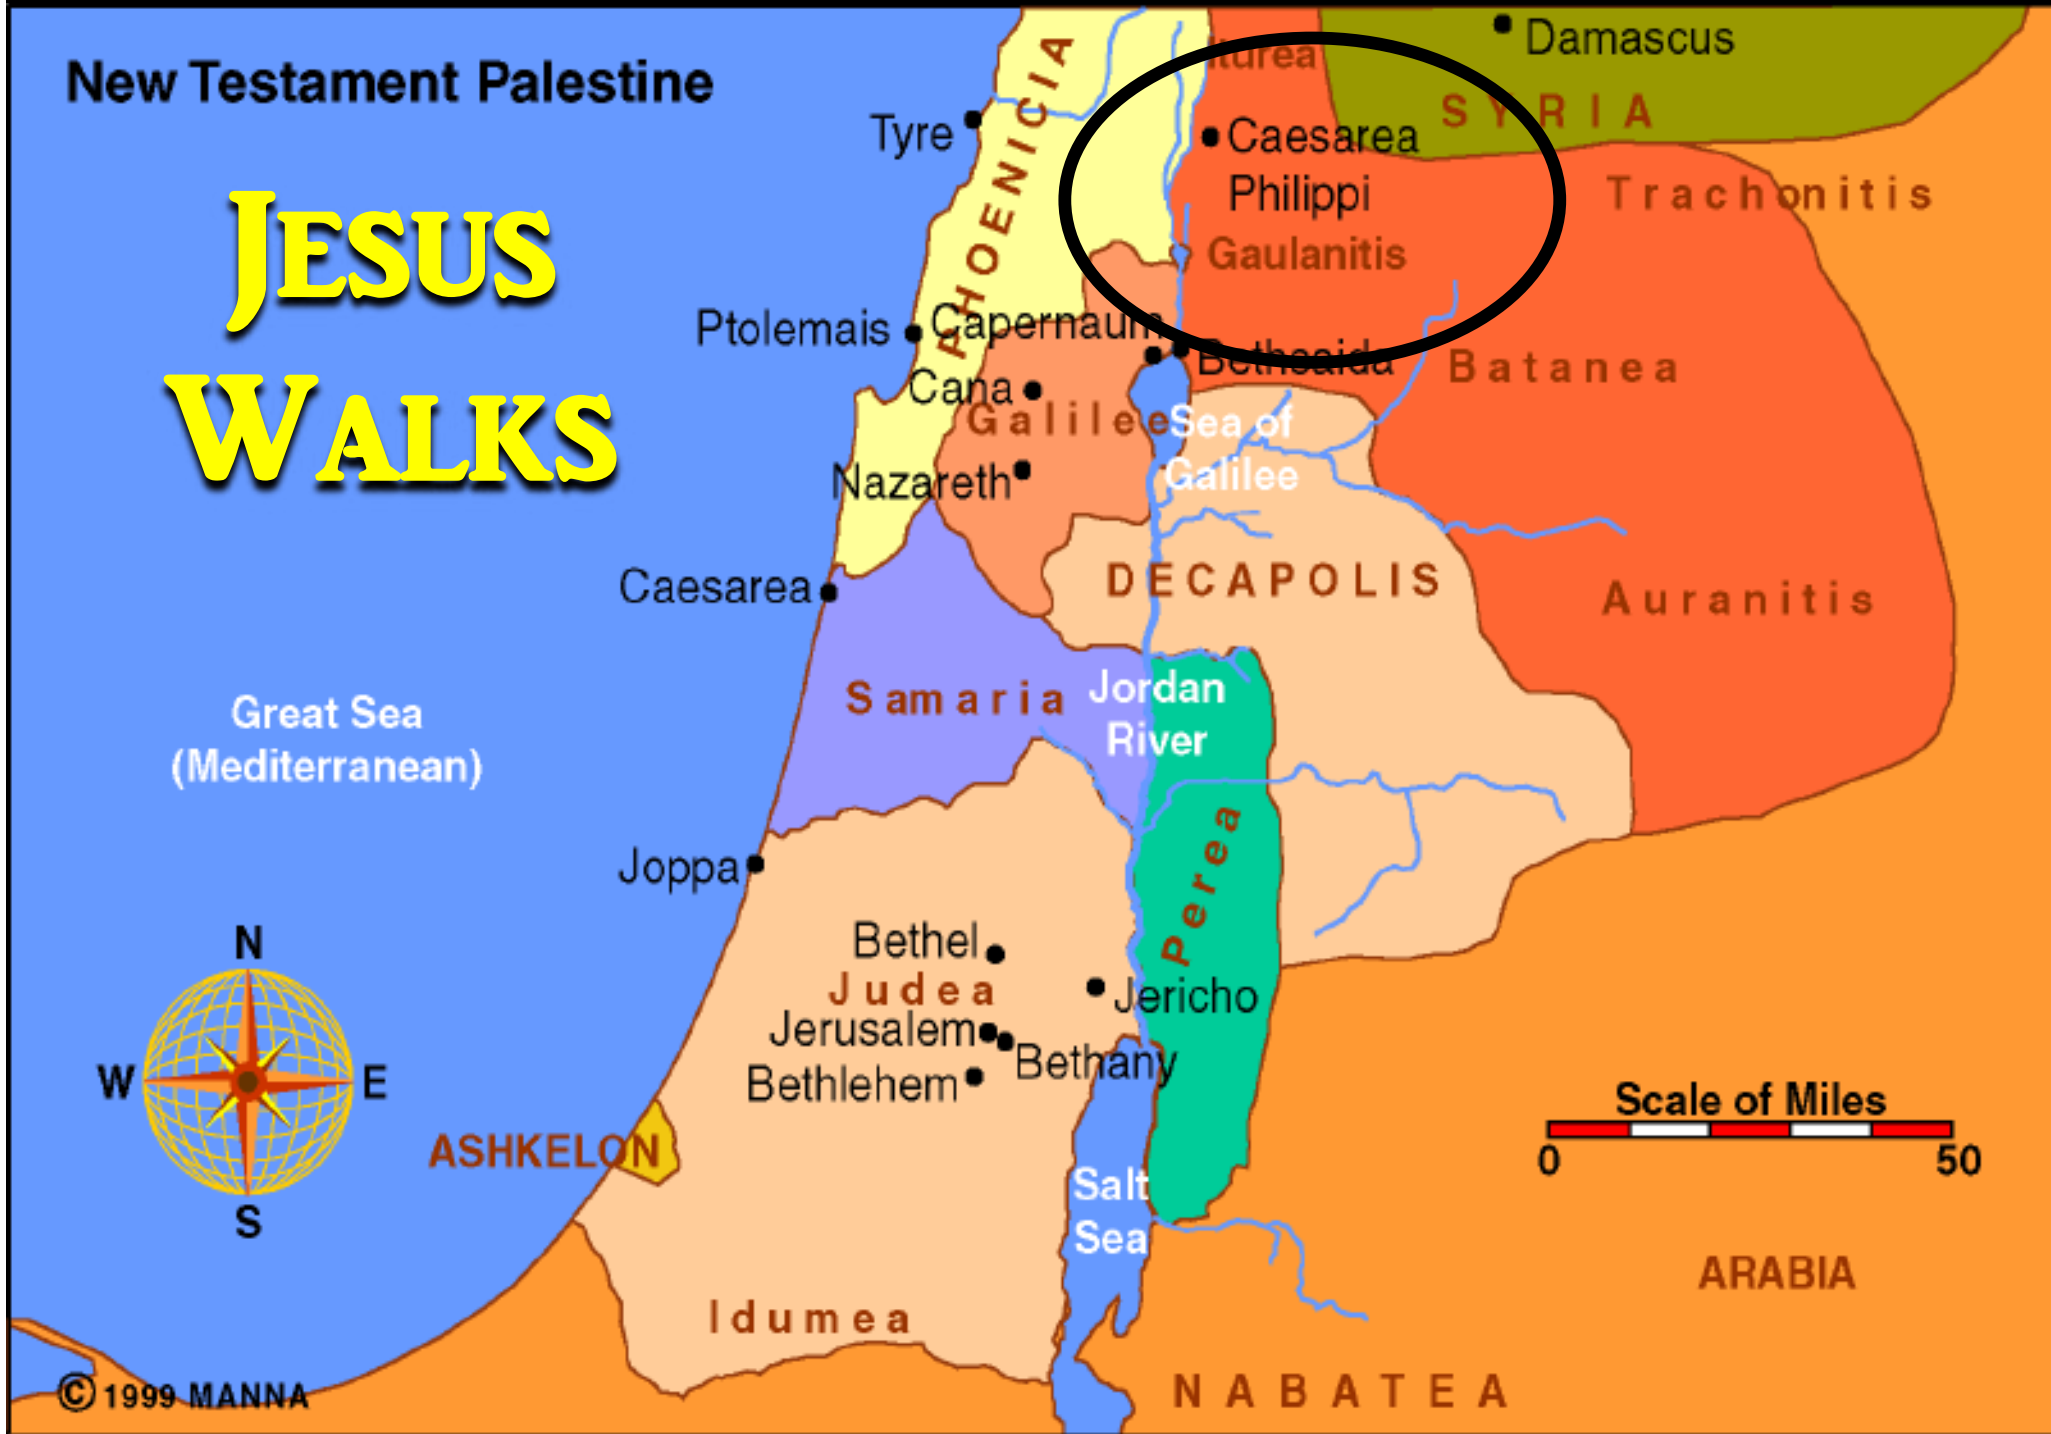 New Testament Palestine
JESUS
WALKS
Damascus
Iturea
SYRIA
Tyre
PHOENICIA
Caesarea
Philippi
Trachonitis
Gaulanitis
Ptolemais
Capernaum
Bethsaida
Batanea
Cana
Galilee
Sea of
Galilee
Nazareth
Caesarea
DECAPOLIS
Auranitis
Samaria
Jordan
River
Great Sea
(Mediterranean)
Perea
Joppa
Bethel
Judea
Jericho
Jerusalem
Bethany
Bethlehem
N
W
E
S
ASHKELON
Scale of Miles
0
50
Salt
Sea
ARABIA
Idumea
NABATEA
© 1999 MANNA